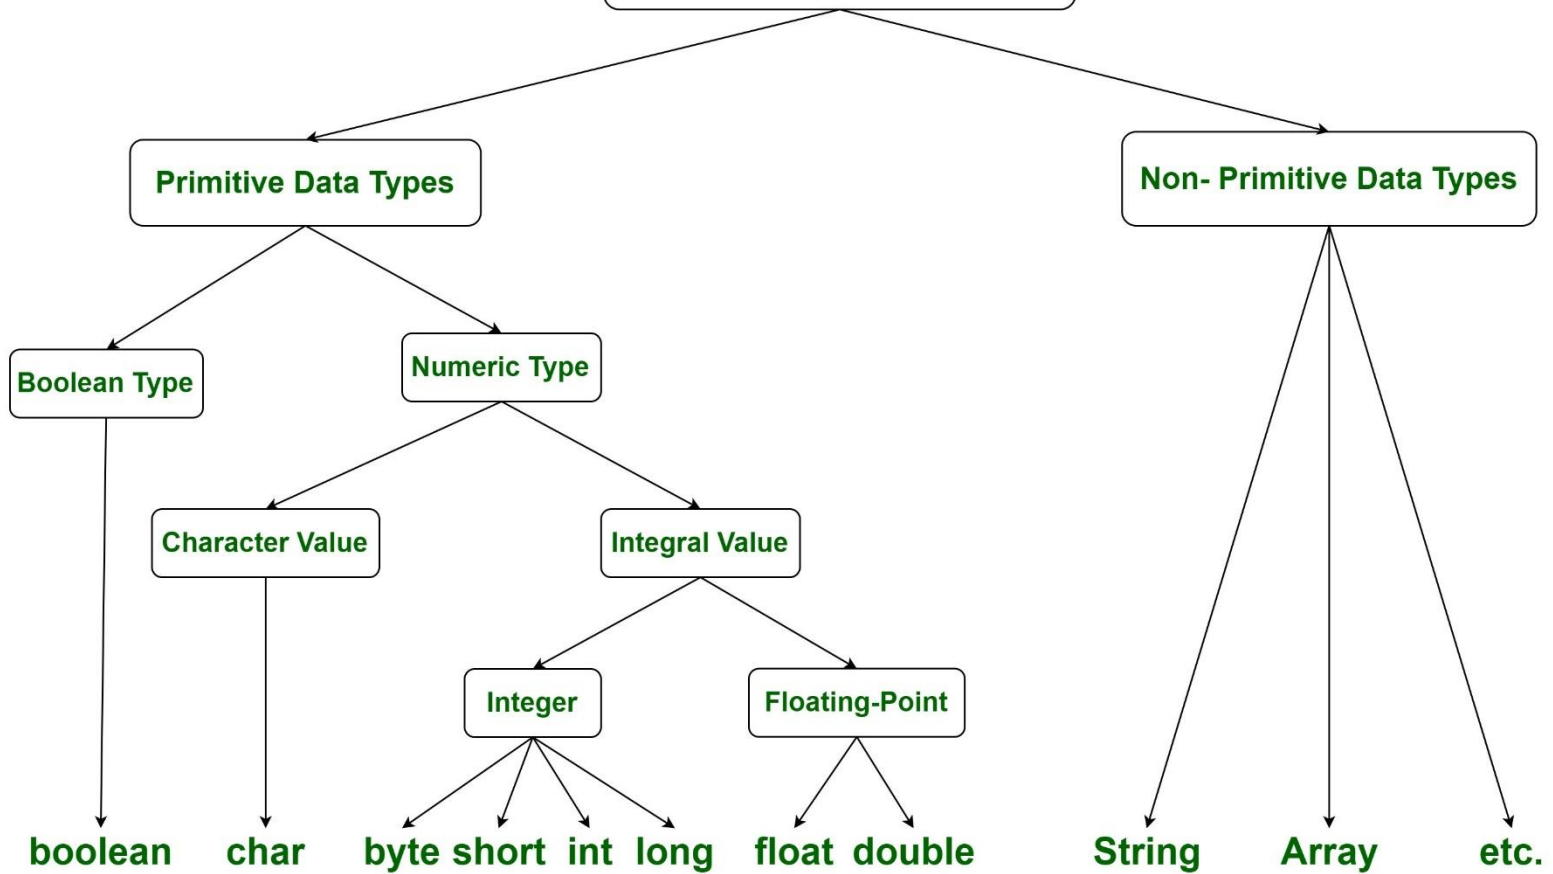 Primitive Data Types
Non- Primitive Data Types
Boolean Type
Numeric Type
Character Value
Integral Value
Integer
Floating-Point
boolean
char
byte
short
int
long
float
double
String
Array
etc.